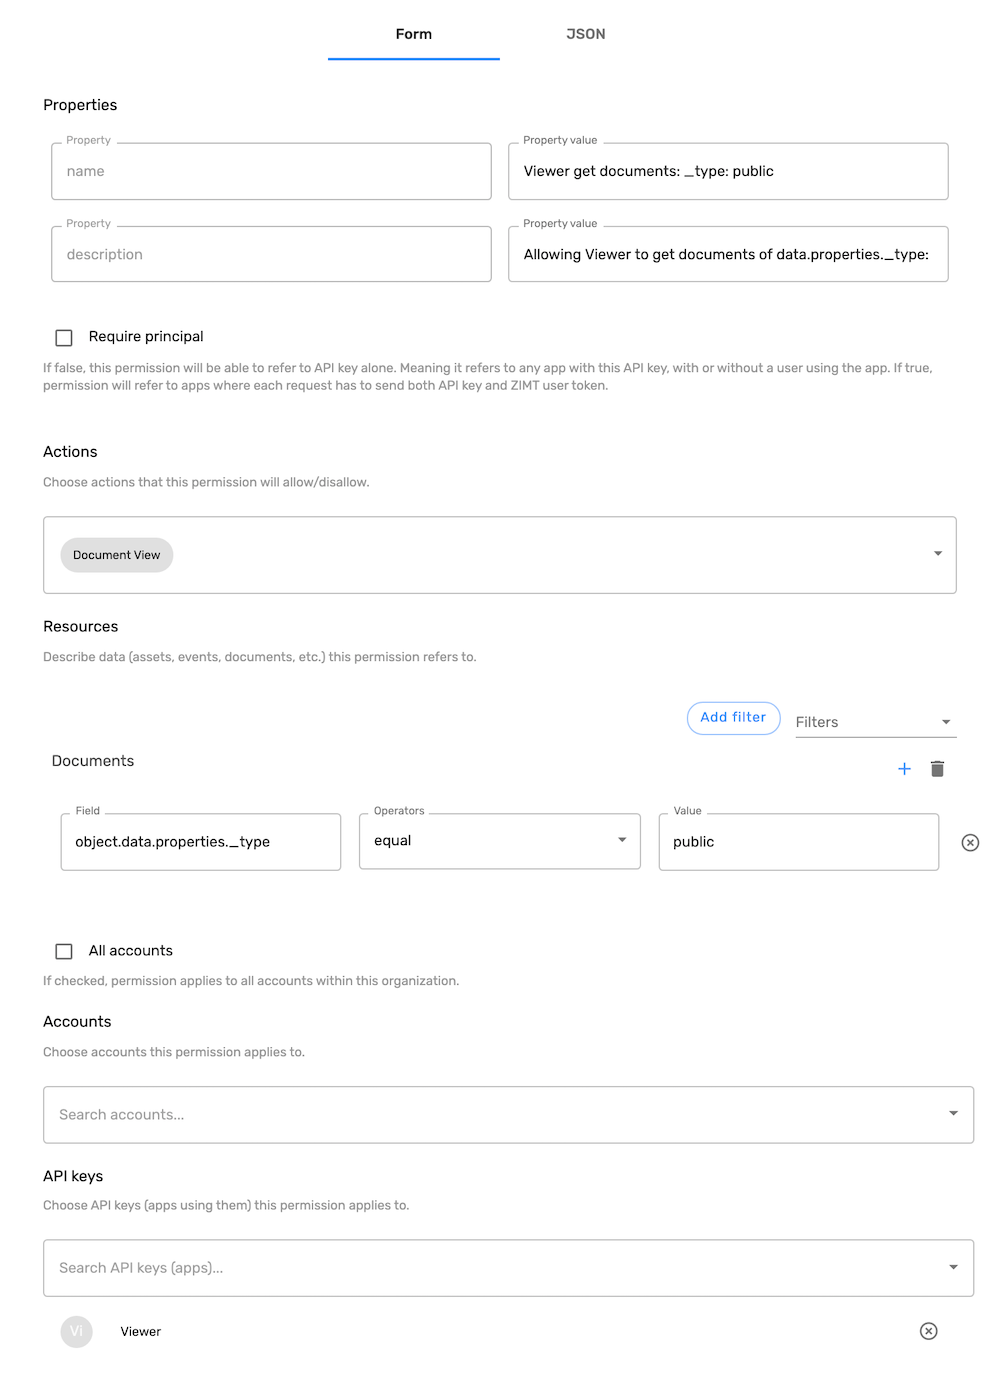 Form
JSON
Properties
Property
Property value
name
Viewer get documents: _type: public
Property
Property value
description
Allowing Viewer to get documents of data.properties._type:
Require principal
If false, this permission will be able to refer to API key alone. Meaning it refers to any app with this API key, with or without a user using the app. If true,
permission will refer to apps where each request has to send both API key and ZIMT user token.
Actions
Choose actions that this permission will allow/disallow.
Document View
Resources
Describe data (assets, events, documents, etc.) this permission refers to.
Add filter
Filters
Documents
Field
Operators
Value
object.data.properties._type
equal
public
All accounts
If checked, permission applies to all accounts within this organization.
Accounts
Choose accounts this permission applies to.
Search accounts...
API keys
Choose API keys (apps using them) this permission applies to.
Search API keys (apps)...
Vi
Viewer